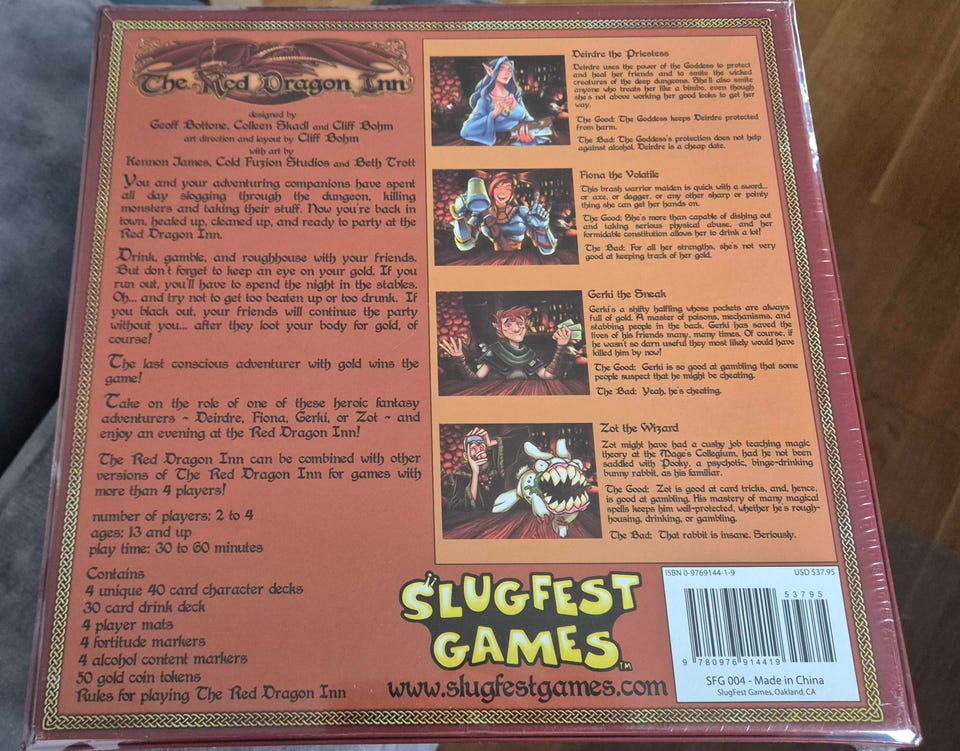 The Red Dragon Inn
designed by
Geoff Bottone, Colleen Skadl and Cliff Bohm
art direction and layout by Cliff Bohm
with art by
Kennon James, Cold Fuzion Studios and Beth Trott
You and your adventuring companions have spent
all day slogging through the dungeon, killing
monsters and taking their stuff. Now you're back in
town, healed up, cleaned up, and ready to party at the
Red Dragon Inn.
Drink, gamble, and roughhouse with your friends.
But don't forget to keep an eye on your gold. If you
run out, you'll have to spend the night in the stables.
Oh... and try not to get too beaten up or too drunk. If
you black out, your friends will continue the party
without you... after they loot your body for gold, of
course!
The last conscious adventurer with gold wins the
game!
Take on the role of one of these heroic fantasy
adventurers ~ Deirdre, Fiona, Gerki, or Zot ~ and
enjoy an evening at the Red Dragon Inn!
The Red Dragon Inn can be combined with other
versions of The Red Dragon Inn for games with
more than 4 players!
number of players: 2 to 4
ages: 13 and up
play time: 30 to 60 minutes
Contains
4 unique 40 card character decks
30 card drink deck
4 player mats
4 fortitude markers
4 alcohol content markers
50 gold coin tokens
Rules for playing The Red Dragon Inn
Deirdre the Priestess
Deirdre uses the power of the Goddess to protect
and heal her friends and to smite the wicked
creatures of the deep dungeons. She'll also smite
anyone who treats her like a bimbo, even though
she's not above working her good looks to get her
way.
The Good: The Goddess keeps Deirdre protected
from harm.
The Bad: The Goddess's protection does not help
against alcohol. Deirdre is a cheap date.
Fiona the Volatile
This brash warrior maiden is quick with a sword...
or axe, or dagger, or any other sharp or pointy
thing she can get her hands on.
The Good: She's more than capable of dishing out
and taking serious physical abuse, and her
formidable constitution allows her to drink a lot!
The Bad: For all her strengths, she's not very
good at keeping track of her gold.
Gerki the Sneak
Gerki's a shifty halfling whose pockets are always
full of gold. A master of poisons, mechanisms, and
stabbing people in the back, Gerki has saved the
lives of his friends many, many times. Of course, if
he wasn't so darn useful they most likely would have
killed him by now!
The Good: Gerki is so good at gambling that some
people suspect that he might be cheating.
The Bad: Yeah, he's cheating.
Zot the Wizard
Zot might have had a cushy job teaching magic
theory at the Mage's Collegium, had he not been
saddled with Pooky, a psychotic, binge-drinking
bunny rabbit, as his familiar.
The Good: Zot is good at card tricks, and, hence,
is good at gambling. His mastery of many magical
spells keeps him well-protected, whether he's rough-
housing, drinking, or gambling.
The Bad: That rabbit is insane. Seriously.
SLUGFEST
GAMES TM
www.slugfestgames.com
ISBN 0-9769144-1-9 USD $37.95
53795
9 780976 914419
SFG 004 - Made in China
SlugFest Games, Oakland, CA